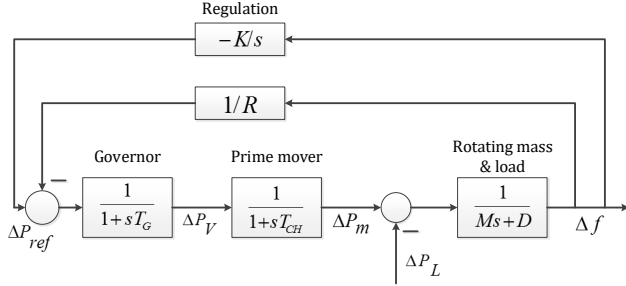 Regulation
−K/s
1/R
Governor
Prime mover
Rotating mass
& load
1
1+sT_G
1
1+sT_CH
1
Ms+D
−
−
ΔP_ref
ΔP_V
ΔP_m
Δf
ΔP_L